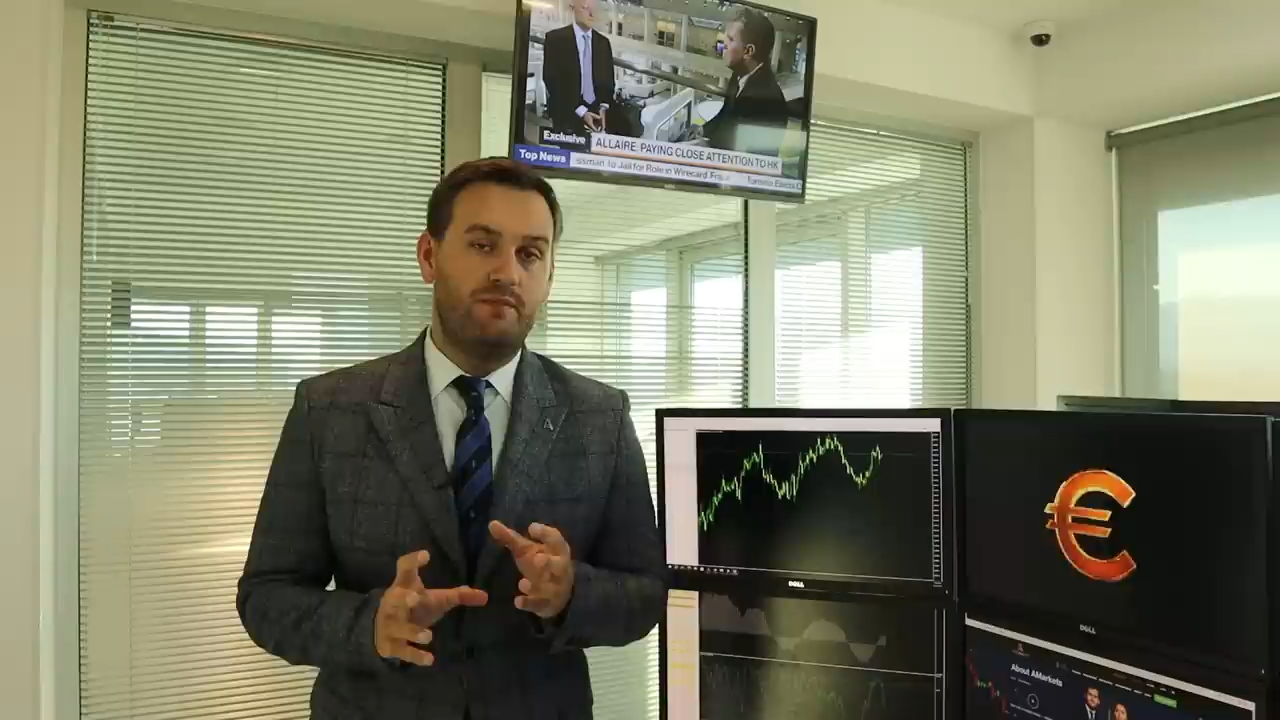 Exclusive
ALLAIRE: PAYING CLOSE ATTENTION TO HK
Top News
ssman to Jail for Role in Wirecard
DELL
€
DELL
About AMarkets
A